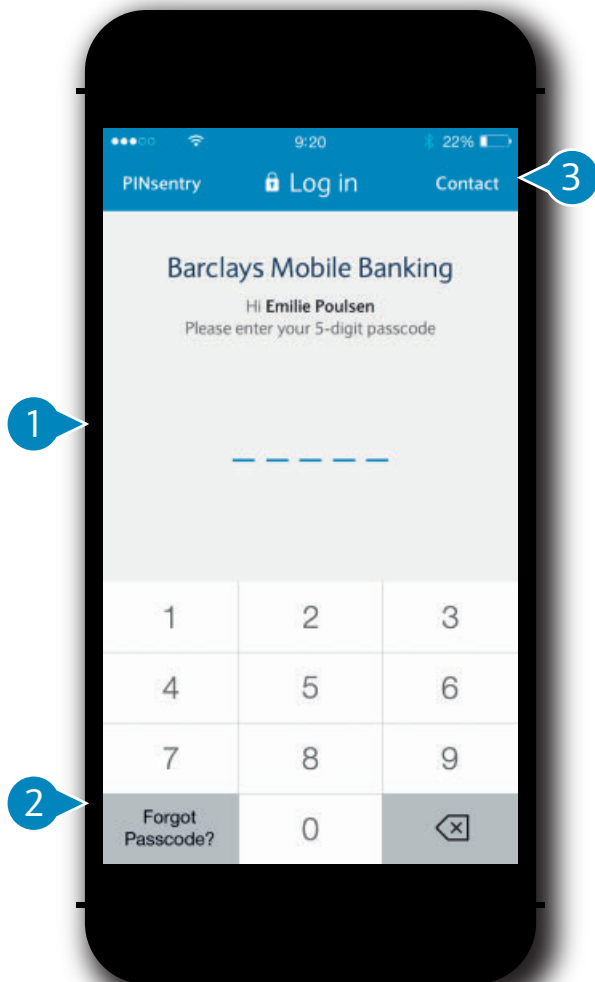 9:20
22%
PINsentry
Log in
Contact
3
Barclays Mobile Banking
Hi Emilie Poulsen
Please enter your 5-digit passcode
1
1 2 3
4 5 6
7 8 9
2
Forgot
Passcode?
0